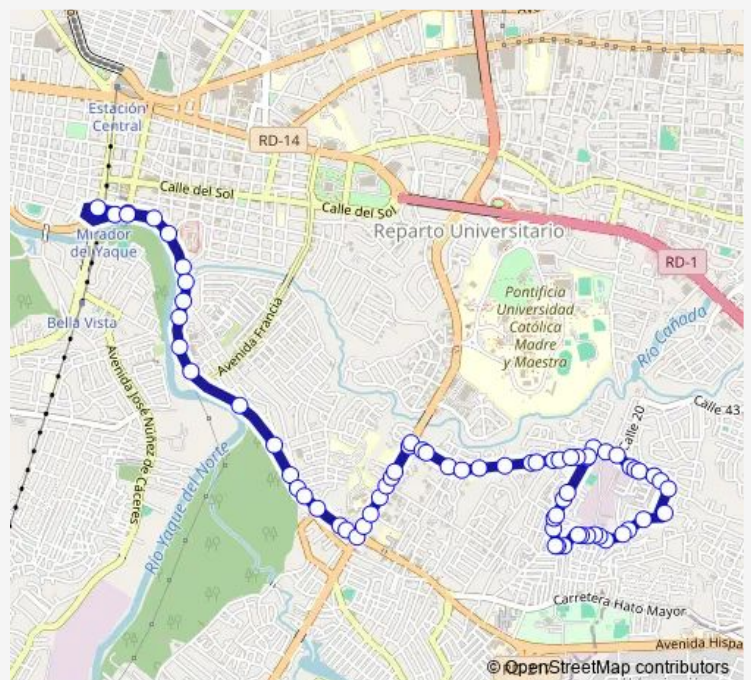 Estación
Central
RD-14
Calle del Sol
Calle del Sol
Reparto Universitario
Mirador
del Yaque
RD-1
Pontificia
Universidad
Católica
Madre
y Maestra
Río Cañada
Bella Vista
Avenida Francia
Avenida José Núñez de Cáceres
Calle 43
Calle 20
Río Yaque del Norte
Carretera Hato Mayor
Avenida Hispa
© OpenStreetMap contributors